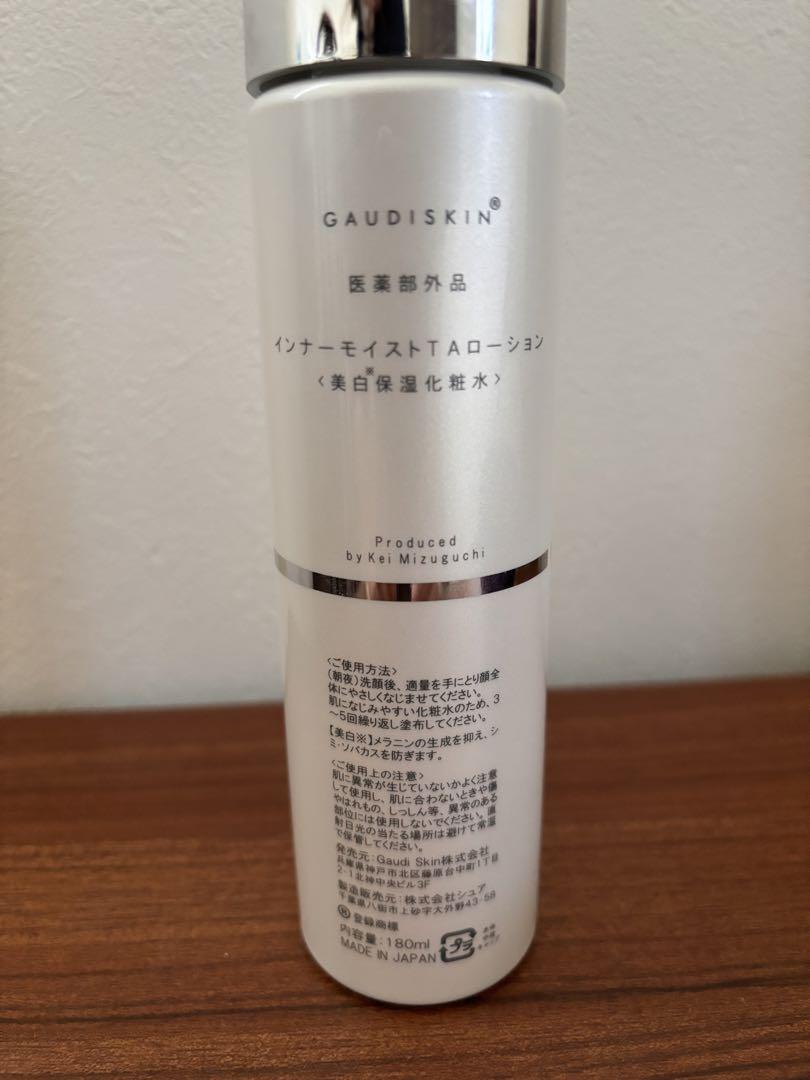 GAUDISKIN®
医薬部外品
インナーモイストTAローション
〈美白※保湿化粧水〉
Produced
by Kei Mizuguchi
〈ご使用方法〉
(朝夜)洗顔後、適量を手にとり顔全
体にやさしくなじませてください。
肌になじみやすい化粧水のため、3
～5回繰り返し塗布してください。
【美白※】メラニンの生成を抑え、シ
ミ・ソバカスを防ぎます。
〈ご使用上の注意〉
肌に異常が生じていないかよく注意
して使用し、肌に合わないときや傷
やはれもの、しっしん等、異常のある
部位には使用しないでください。直
射日光の当たる場所は避けて常温
で保管してください。
発売元：Gaudi Skin株式会社
兵庫県神戸市北区藤原台中町1丁目
2-1北神中央ビル3F
製造販売元：株式会社シュア
千葉県八街市上砂字大外野43-58
®登録商標
内容量：180ml
MADE IN JAPAN
プラ